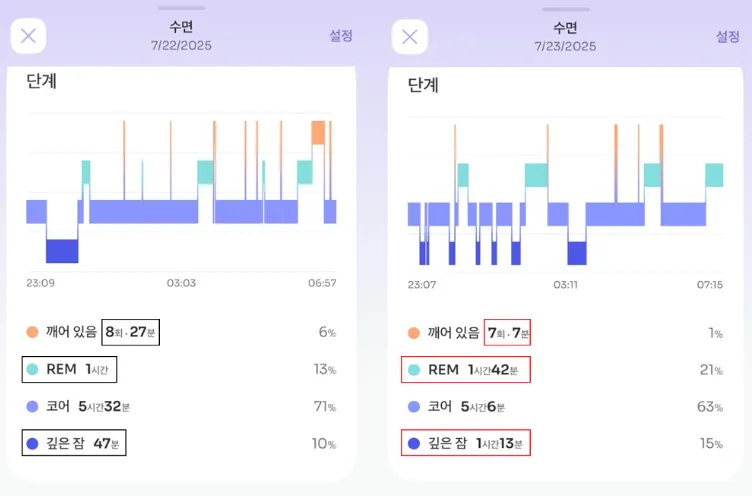 수면
7/22/2025
설정
단계
23:09 03:03 06:57
깨어 있음 8회 · 27분 6%
REM 1시간 13%
코어 5시간32분 71%
깊은 잠 47분 10%
수면
7/23/2025
설정
단계
23:07 03:11 07:15
깨어 있음 7회 · 7분 1%
REM 1시간42분 21%
코어 5시간6분 63%
깊은 잠 1시간13분 15%